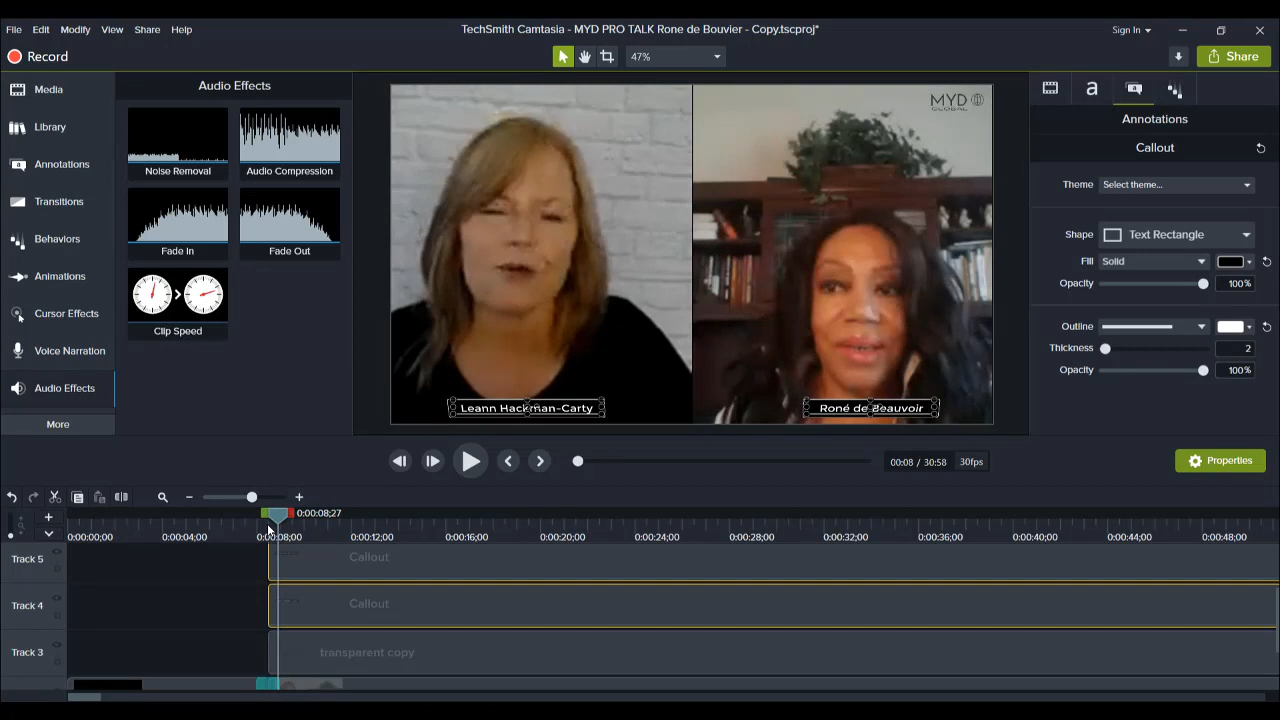 TechSmith Camtasia - MYD PRO TALK Rone de Bouvier - Copy.tscproj*
File Edit Modify View Share Help
Sign In
Record
47%
Share
Media
Library
Annotations
Transitions
Behaviors
Animations
Cursor Effects
Voice Narration
Audio Effects
More
Audio Effects
Noise Removal
Audio Compression
Fade In
Fade Out
Clip Speed
MYD
GLOBAL
Leann Hackman-Carty
Roné de Beauvoir
a
a
Annotations
Callout
Theme Select theme...
Shape Text Rectangle
Fill Solid
Opacity 100%
Outline
Thickness 2
Opacity 100%
00:08 / 30:58 30fps
Properties
0:00:08;27
0:00:00;00 0:00:04;00 0:00:08;00 0:00:12;00 0:00:16;00 0:00:20;00 0:00:24;00 0:00:28;00 0:00:32;00 0:00:36;00 0:00:40;00 0:00:44;00 0:00:48;00
Track 5 Callout
Track 4 Callout
Track 3 transparent copy